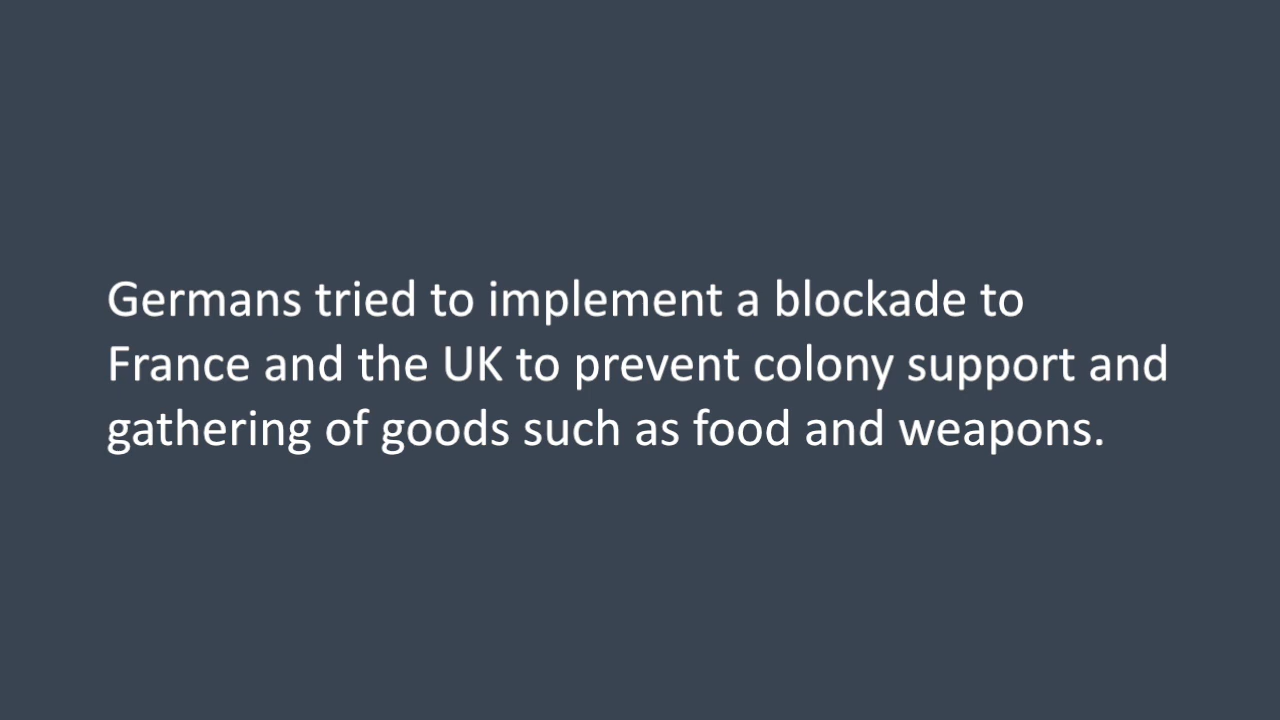 Germans tried to implement a blockade to
France and the UK to prevent colony support and
gathering of goods such as food and weapons.